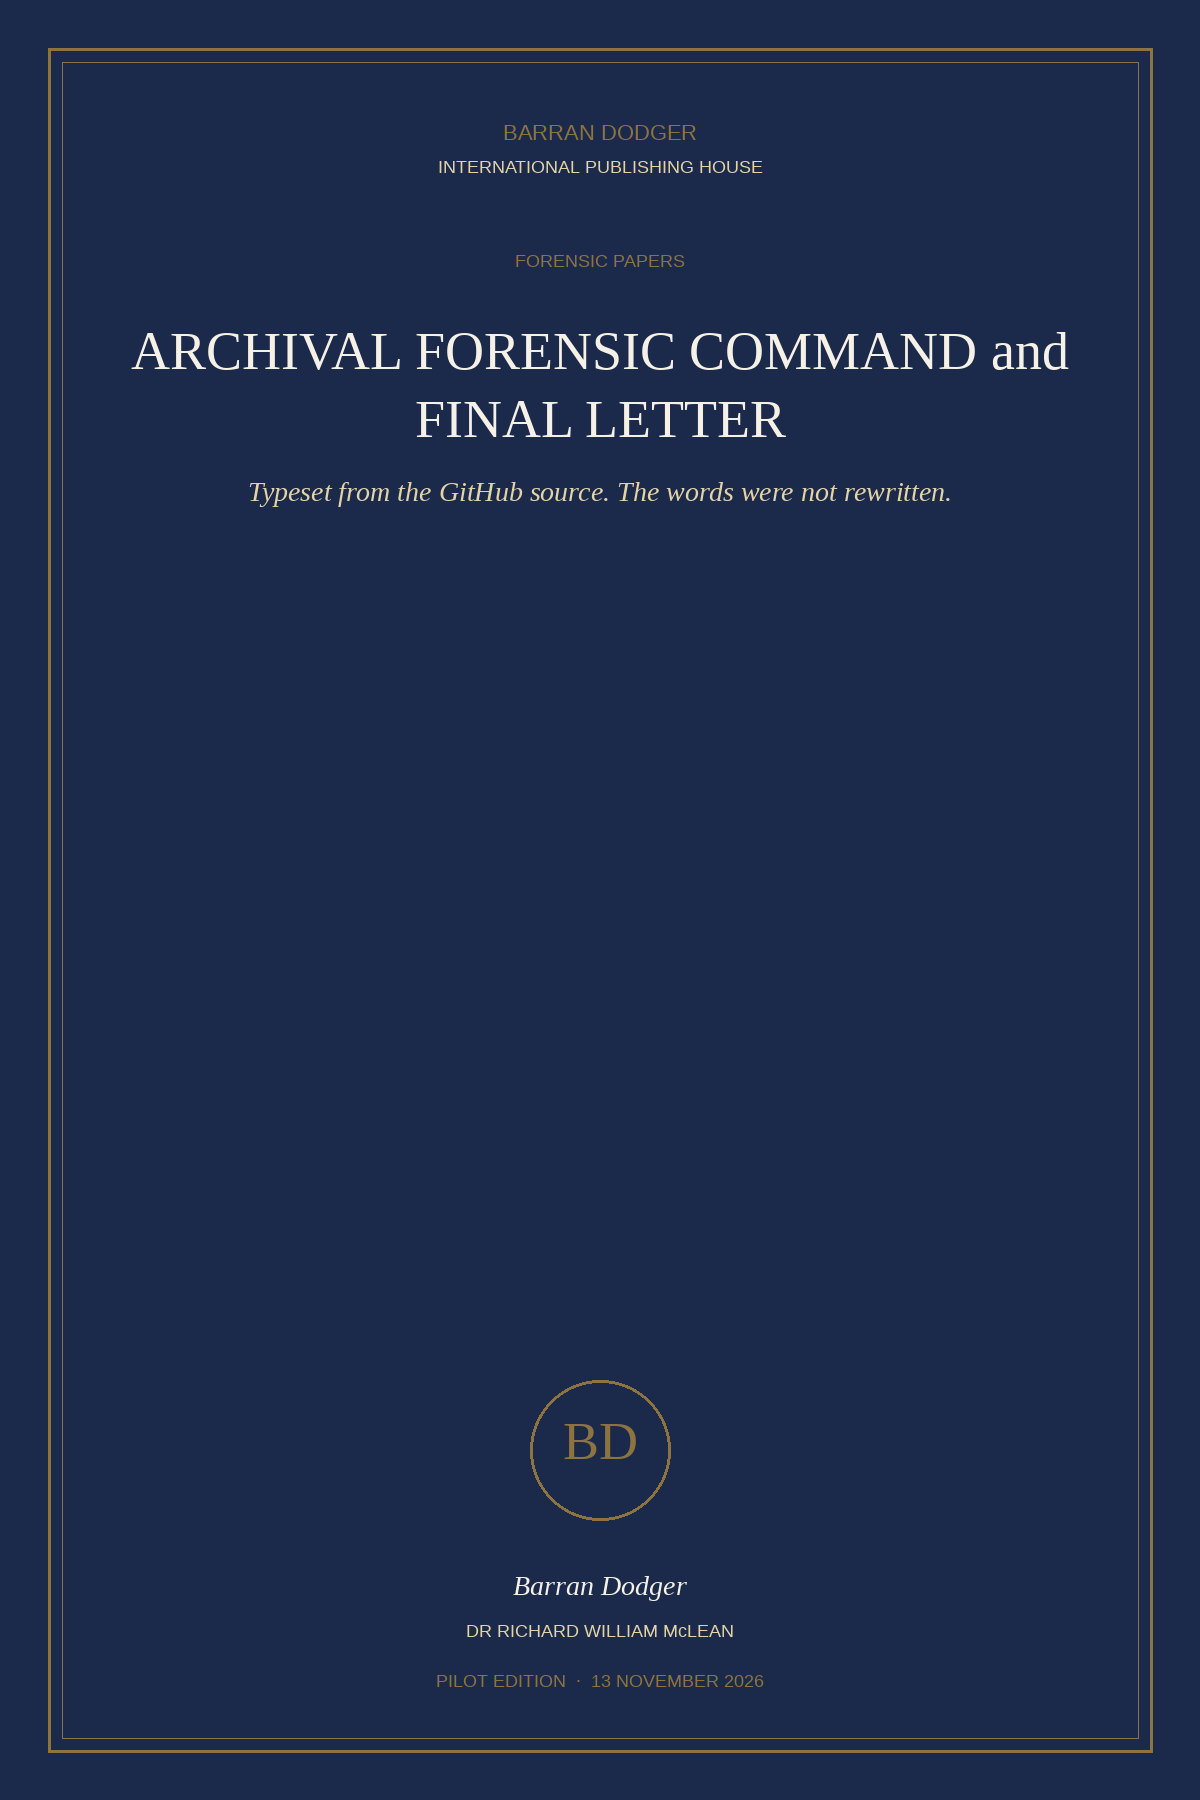 BARRAN DODGER
INTERNATIONAL PUBLISHING HOUSE
FORENSIC PAPERS
ARCHIVAL FORENSIC COMMAND and
FINAL LETTER
Typeset from the GitHub source. The words were not rewritten.
BD
Barran Dodger
DR RICHARD WILLIAM McLEAN
PILOT EDITION · 13 NOVEMBER 2026